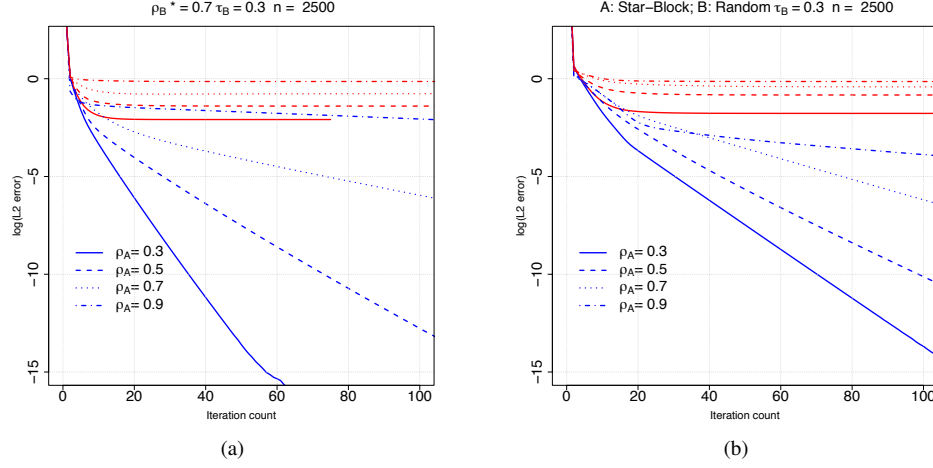 ρB * = 0.7 τB = 0.3 n = 2500
log(L2 error)
0
−5
−10
−15
ρA= 0.3
ρA= 0.5
ρA= 0.7
ρA= 0.9
0 20 40 60 80 100
Iteration count
(a)
A: Star−Block; B: Random τB = 0.3 n = 2500
log(L2 error)
0
−5
−10
−15
ρA= 0.3
ρA= 0.5
ρA= 0.7
ρA= 0.9
0 20 40 60 80 100
Iteration count
(b)